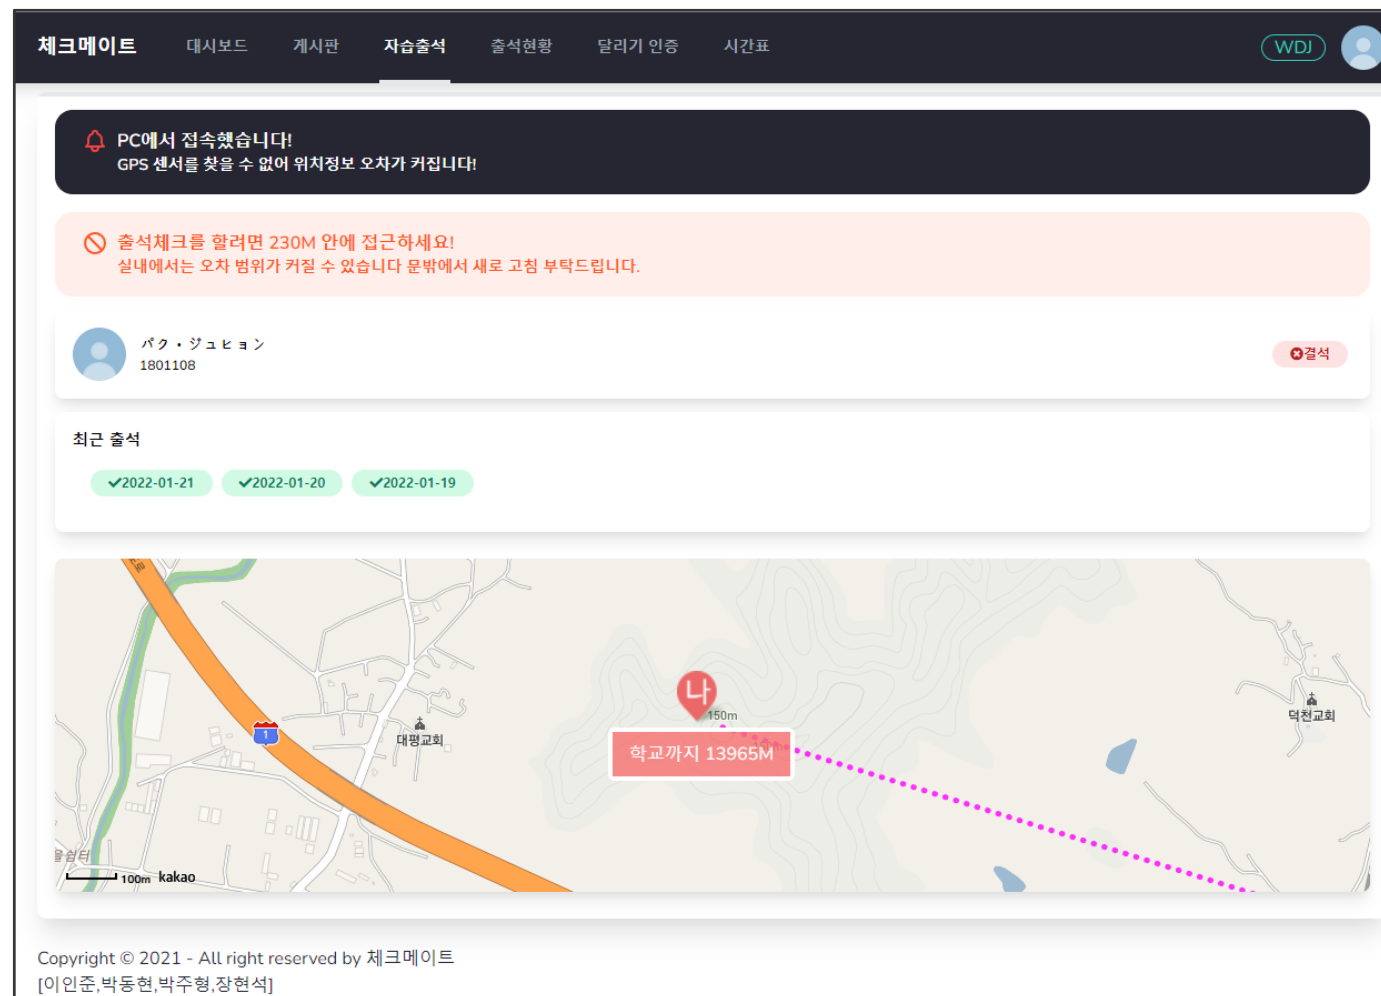 체크메이트 대시보드 게시판 자습출석 출석현황 달리기 인증 시간표 WDJ
PC에서 접속했습니다!
GPS 센서를 찾을 수 없어 위치정보 오차가 커집니다!
출석체크를 할려면 230M 안에 접근하세요!
실내에서는 오차 범위가 커질 수 있습니다 문밖에서 새로 고침 부탁드립니다.
パク・ジュヒョン
1801108
결석
최근 출석
2022-01-21 2022-01-20 2022-01-19
나
150m
덕천교회
1
대평교회
학교까지 13965M
100m kakao
Copyright © 2021 - All right reserved by 체크메이트
[이인준,박동현,박주형,장현석]